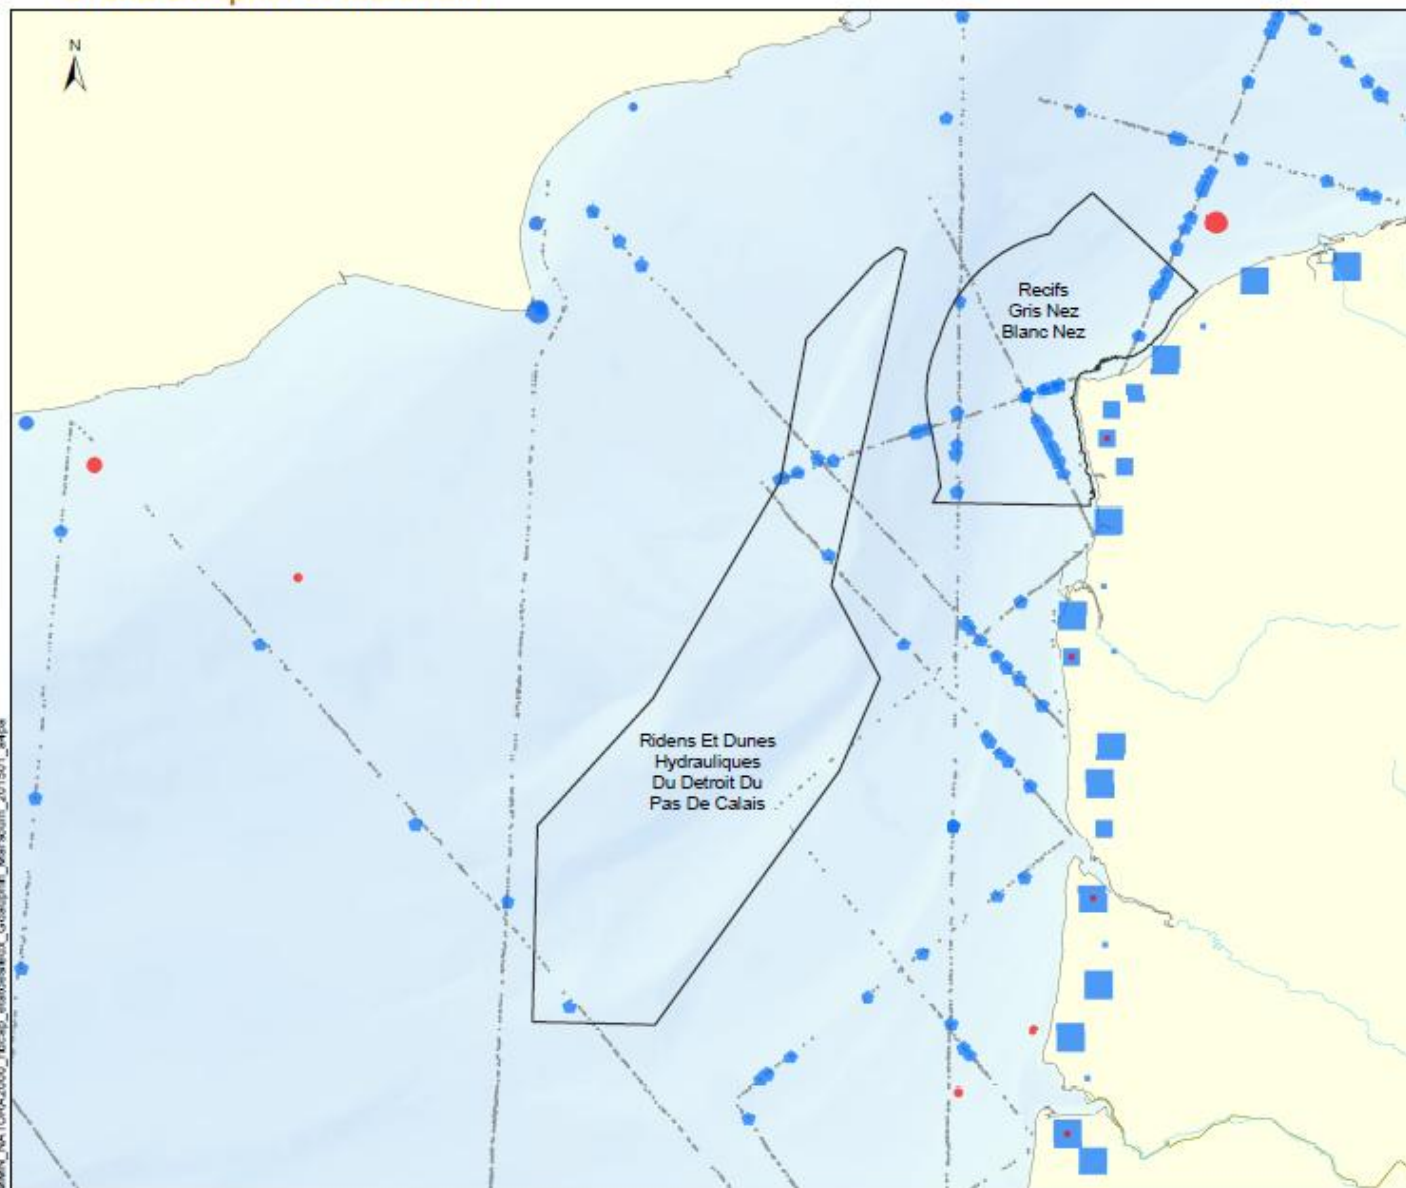 N
Recifs
Gris Nez
Blanc Nez
Ridens Et Dunes
Hydrauliques
Du Detroit Du
Pas De Calais